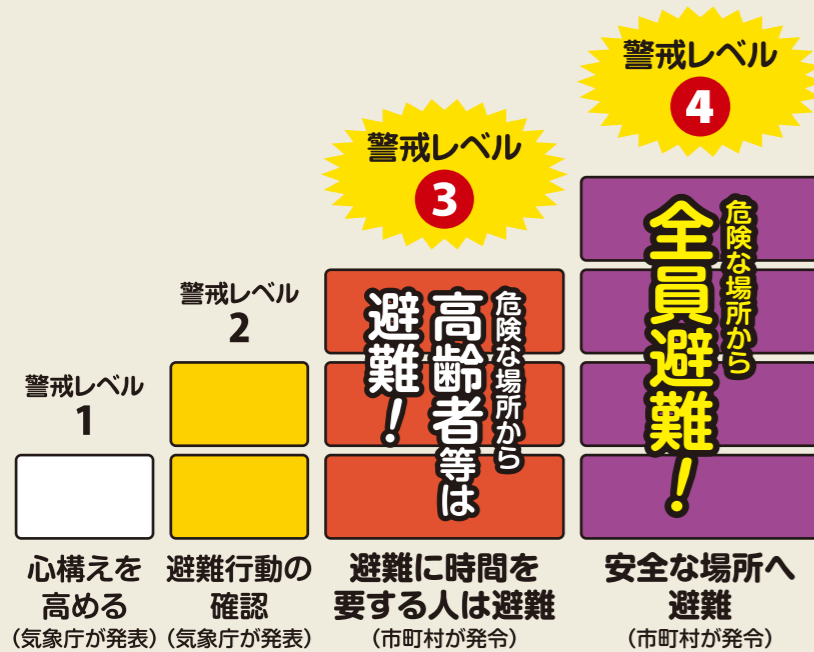 警戒レベル
1
心構えを
高める
(気象庁が発表)
警戒レベル
2
避難行動の
確認
(気象庁が発表)
警戒レベル
3
危険な場所から
高齢者等は
避難!
避難に時間を
要する人は避難
(市町村が発令)
警戒レベル
4
危険な場所から
全員避難!
安全な場所へ
避難
(市町村が発令)